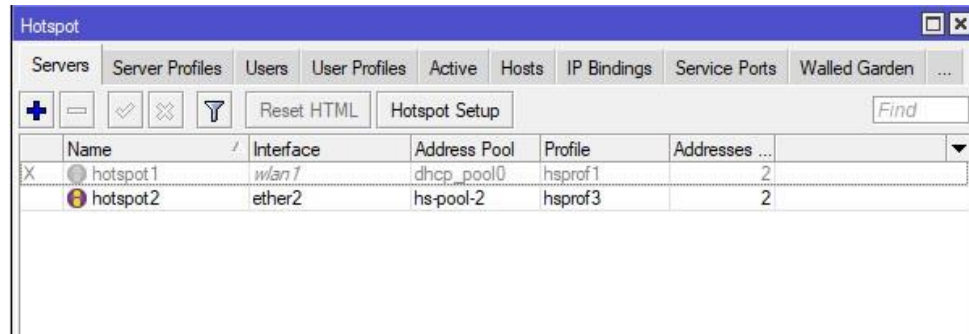 Hotspot
Servers Server Profiles Users User Profiles Active Hosts IP Bindings Service Ports Walled Garden ...
Reset HTML Hotspot Setup Find
Name Interface Address Pool Profile Addresses ...
X hotspot1 wlan1 dhcp_pool0 hsprof1 2
hotspot2 ether2 hs-pool-2 hsprof3 2